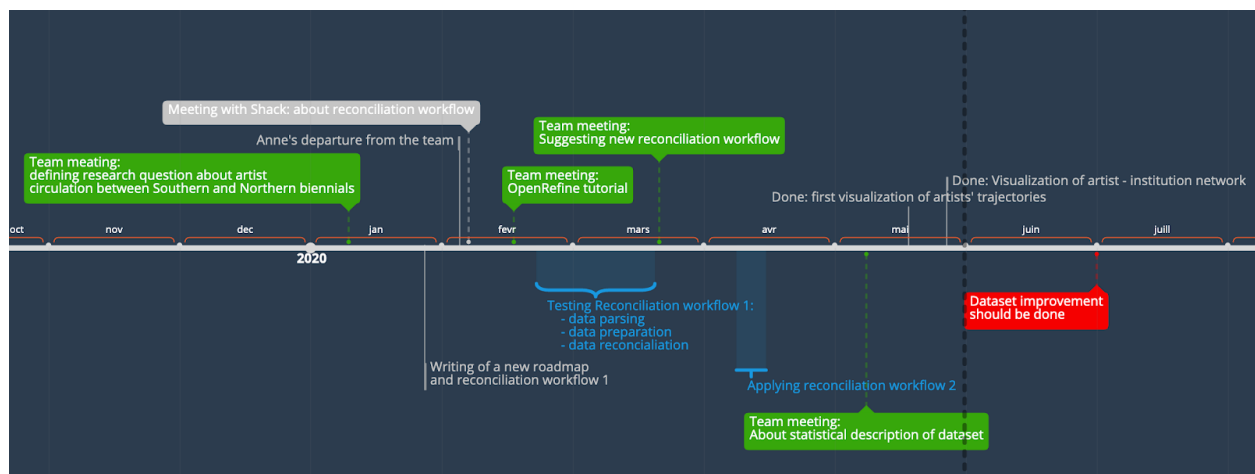 Meeting with Shack: about reconciliation workflow
Anne's departure from the team
Team meating:
defining research question about artist
circulation between Southern and Northern biennials
Team meeting:
OpenRefine tutorial
Team meeting:
Suggesting new reconciliation workflow
Done: Visualization of artist - institution network
Done: first visualization of artists' trajectories
oct nov dec jan fevr mars avr mai juin juill
2020
Testing Reconciliation workflow 1:
- data parsing
- data preparation
- data reconcialiation
Writing of a new roadmap
and reconciliation workflow 1
Applying reconciliation workflow 2
Team meeting:
About statistical description of dataset
Dataset improvement
should be done